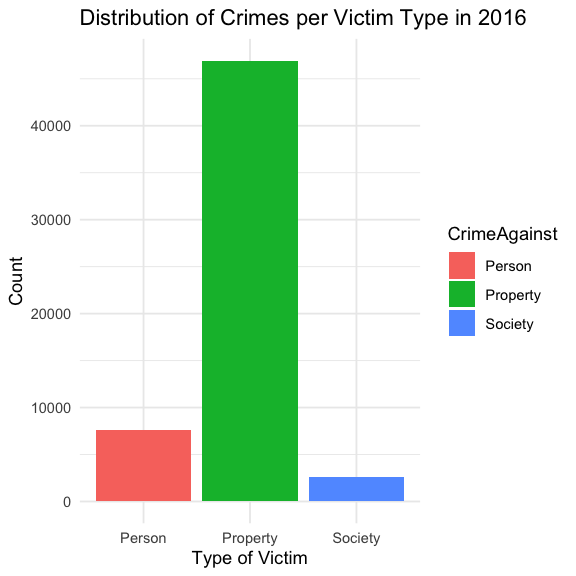 Distribution of Crimes per Victim Type in 2016
Count
40000
30000
20000
10000
0
Person
Property
Society
Type of Victim
CrimeAgainst
Person
Property
Society